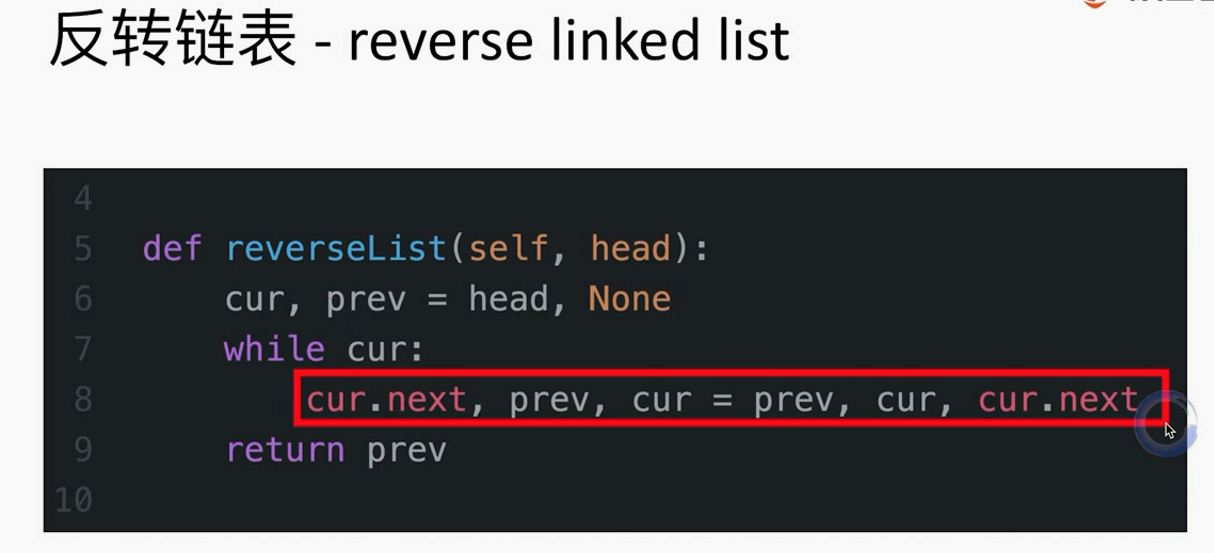 反转链表 - reverse linked list
4
5 def reverseList(self, head):
6 cur, prev = head, None
7 while cur:
8 cur.next, prev, cur = prev, cur, cur.next
9 return prev
10